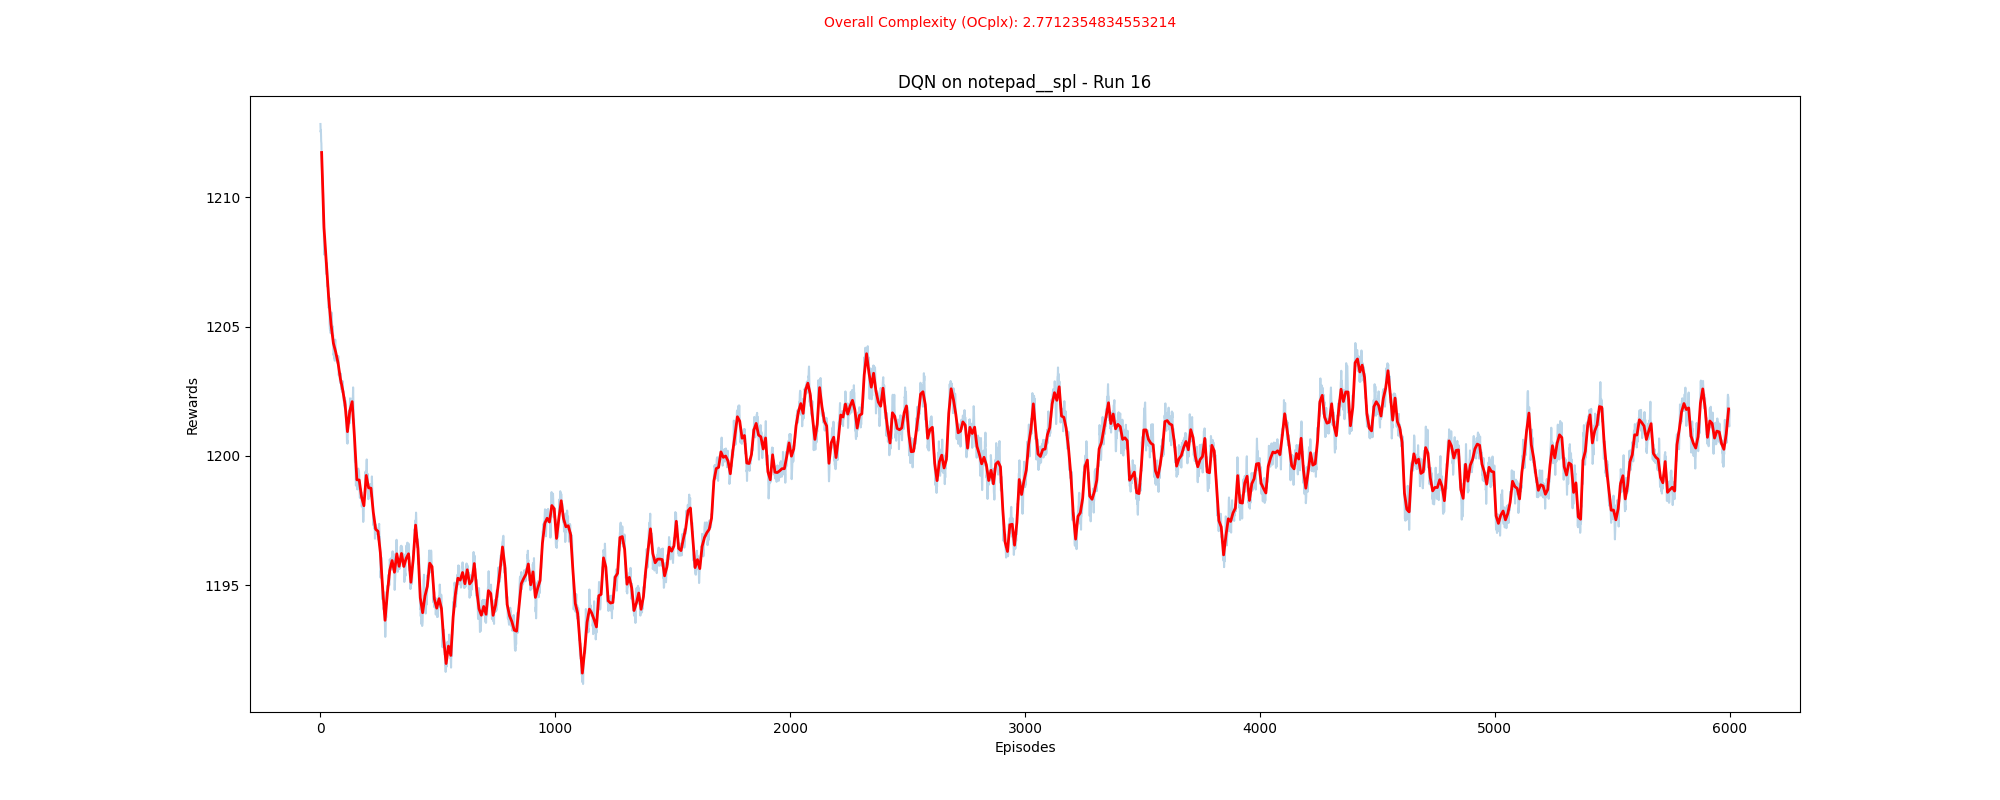 Overall Complexity (OCplx): 2.7712354834553214
DQN on notepad__spl - Run 16
Rewards
1210
1205
1200
1195
0 1000 2000 3000 4000 5000 6000
Episodes